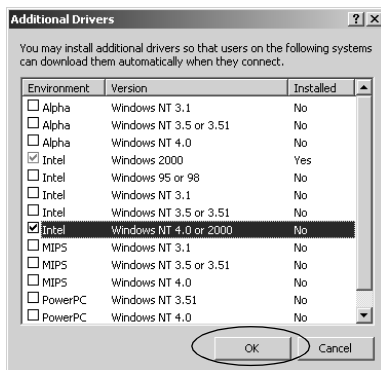 Additional Drivers
You may install additional drivers so that users on the following systems
can download them automatically when they connect.
Environment Version Installed
Alpha Windows NT 3.1 No
Alpha Windows NT 3.5 or 3.51 No
Alpha Windows NT 4.0 No
Intel Windows 2000 Yes
Intel Windows 95 or 98 No
Intel Windows NT 3.1 No
Intel Windows NT 3.5 or 3.51 No
Intel Windows NT 4.0 or 2000 No
MIPS Windows NT 3.1 No
MIPS Windows NT 3.5 or 3.51 No
MIPS Windows NT 4.0 No
PowerPC Windows NT 3.51 No
PowerPC Windows NT 4.0 No
OK Cancel